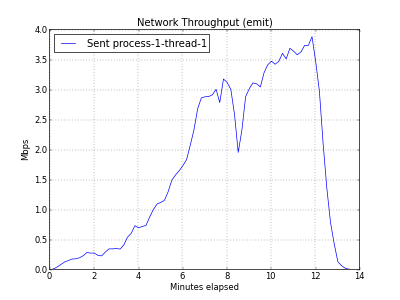 Network Throughput (emit)
Sent process-1-thread-1
Mbps
4.0
3.5
3.0
2.5
2.0
1.5
1.0
0.5
0.0
0 2 4 6 8 10 12 14
Minutes elapsed